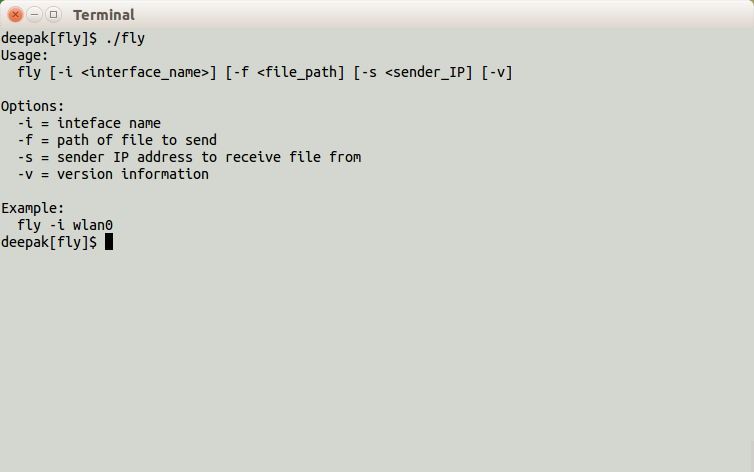 Terminal
deepak[fly]$ ./fly
Usage:
  fly [-i <interface_name>] [-f <file_path] [-s <sender_IP] [-v]

Options:
  -i = inteface name
  -f = path of file to send
  -s = sender IP address to receive file from
  -v = version information

Example:
  fly -i wlan0
deepak[fly]$